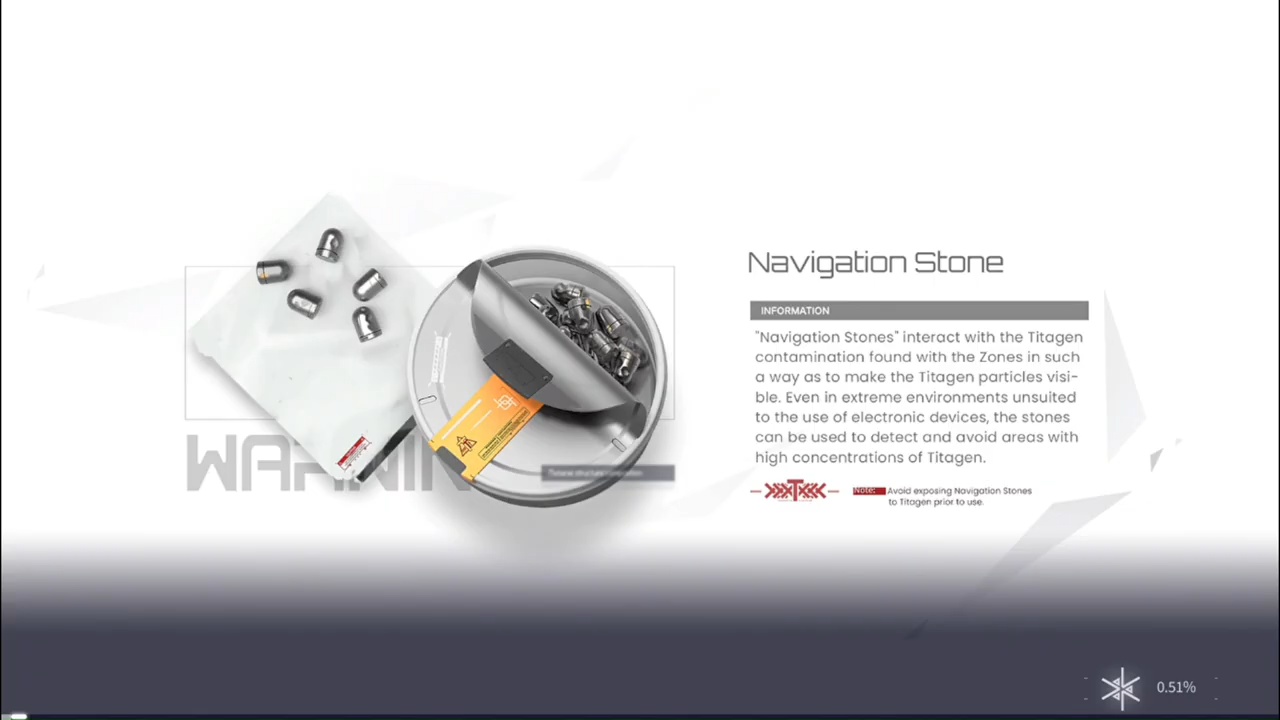 Navigation Stone
INFORMATION
"Navigation Stones" interact with the Titagen
contamination found with the Zones in such
a way as to make the Titagen particles visi-
ble. Even in extreme environments unsuited
to the use of electronic devices, the stones
can be used to detect and avoid areas with
high concentrations of Titagen.
Note: Avoid exposing Navigation Stones
to Titagen prior to use.
WARNIN
0.51%